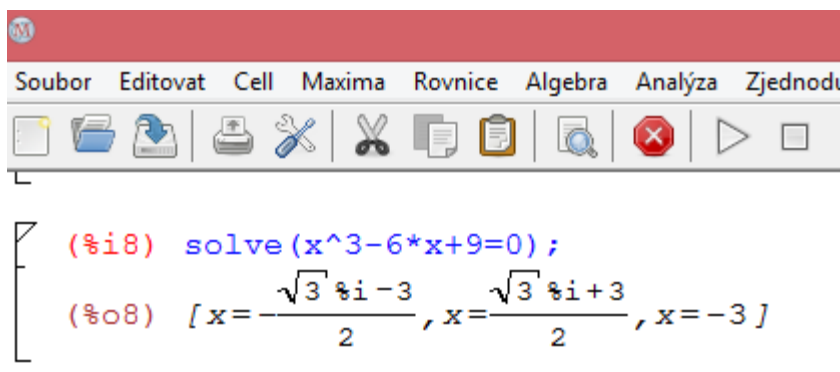 M
Soubor Editovat Cell Maxima Rovnice Algebra Analýza Zjednodu
(%i8) solve(x^3-6*x+9=0);
(%o8) [x=-(√3 %i-3)/2, x=(√3 %i+3)/2, x=-3]